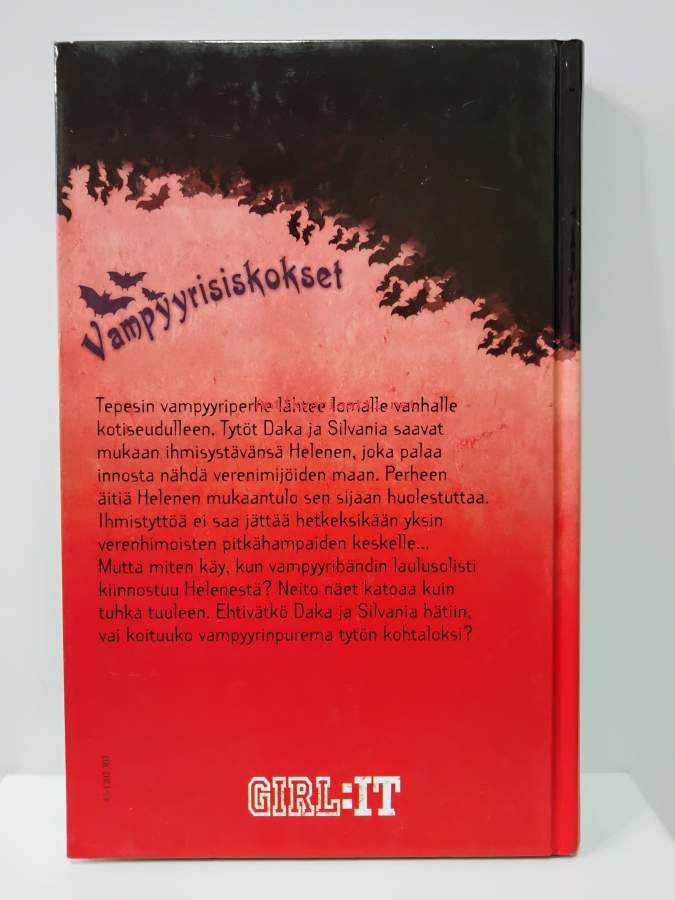 Vampyyrisiskokset
Tepesin vampyyriperhe lähtee lomalle vanhalle
kotiseudulleen. Tytöt Daka ja Silvania saavat
mukaan ihmisystävänsä Helenen, joka palaa
innosta nähdä verenimijöiden maan. Perheen
äitiä Helenen mukaantulo sen sijaan huolestuttaa.
Ihmistyttöä ei saa jättää hetkeksikään yksin
verenhimoisten pitkähampaiden keskelle...
Mutta miten käy, kun vampyyribändin laulusolisti
kiinnostuu Helenestä? Neito näet katoaa kuin
tuhka tuuleen. Ehtivätkö Daka ja Silvania hätiin,
vai koituuko vampyyrinpurema tytön kohtaloksi?
GIRL:IT